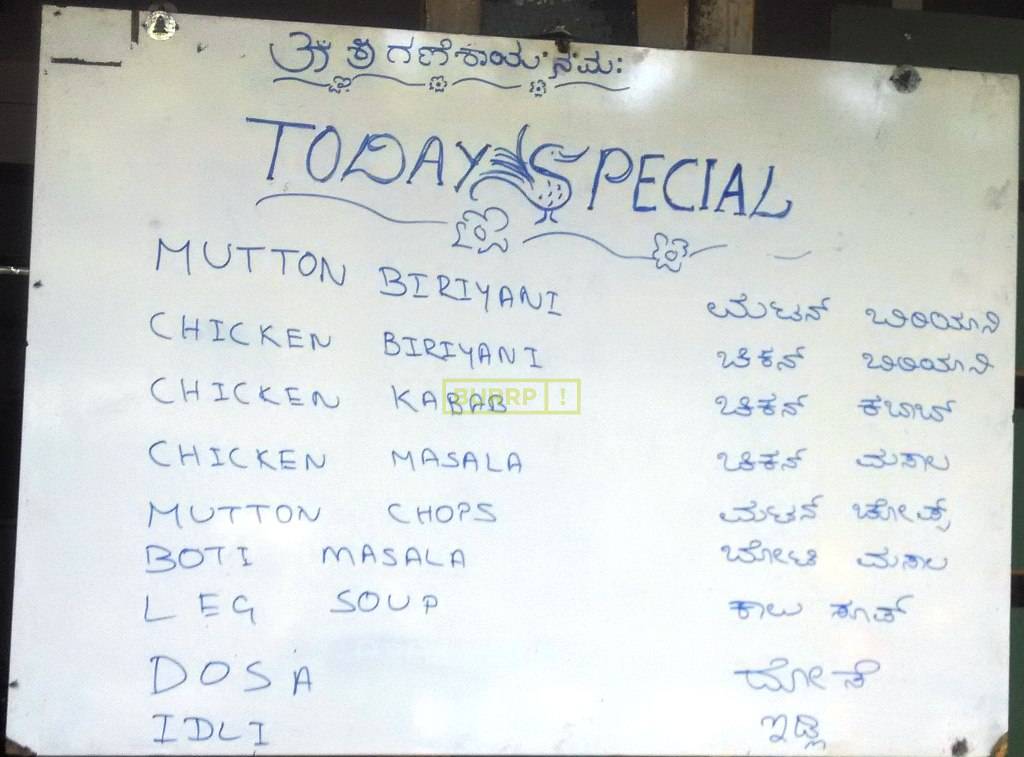 ಓಂ ಶ್ರೀ ಗಣೇಶಾಯ ನಮಃ
TODAY SPECIAL
MUTTON BIRIYANI ಮಟನ್ ಬಿರಿಯಾನಿ
CHICKEN BIRIYANI ಚಿಕನ್ ಬಿರಿಯಾನಿ
CHICKEN KABAB ಚಿಕನ್ ಕಬಾಬ್
BURRP!
CHICKEN MASALA ಚಿಕನ್ ಮಸಾಲ
MUTTON CHOPS ಮಟನ್ ಚೋಪ್ಸ್
BOTI MASALA ಬೋಟಿ ಮಸಾಲ
LEG SOUP ಕಾಲು ಸೂಪ್
DOSA ದೋಸೆ
IDLI ಇಡ್ಲಿ